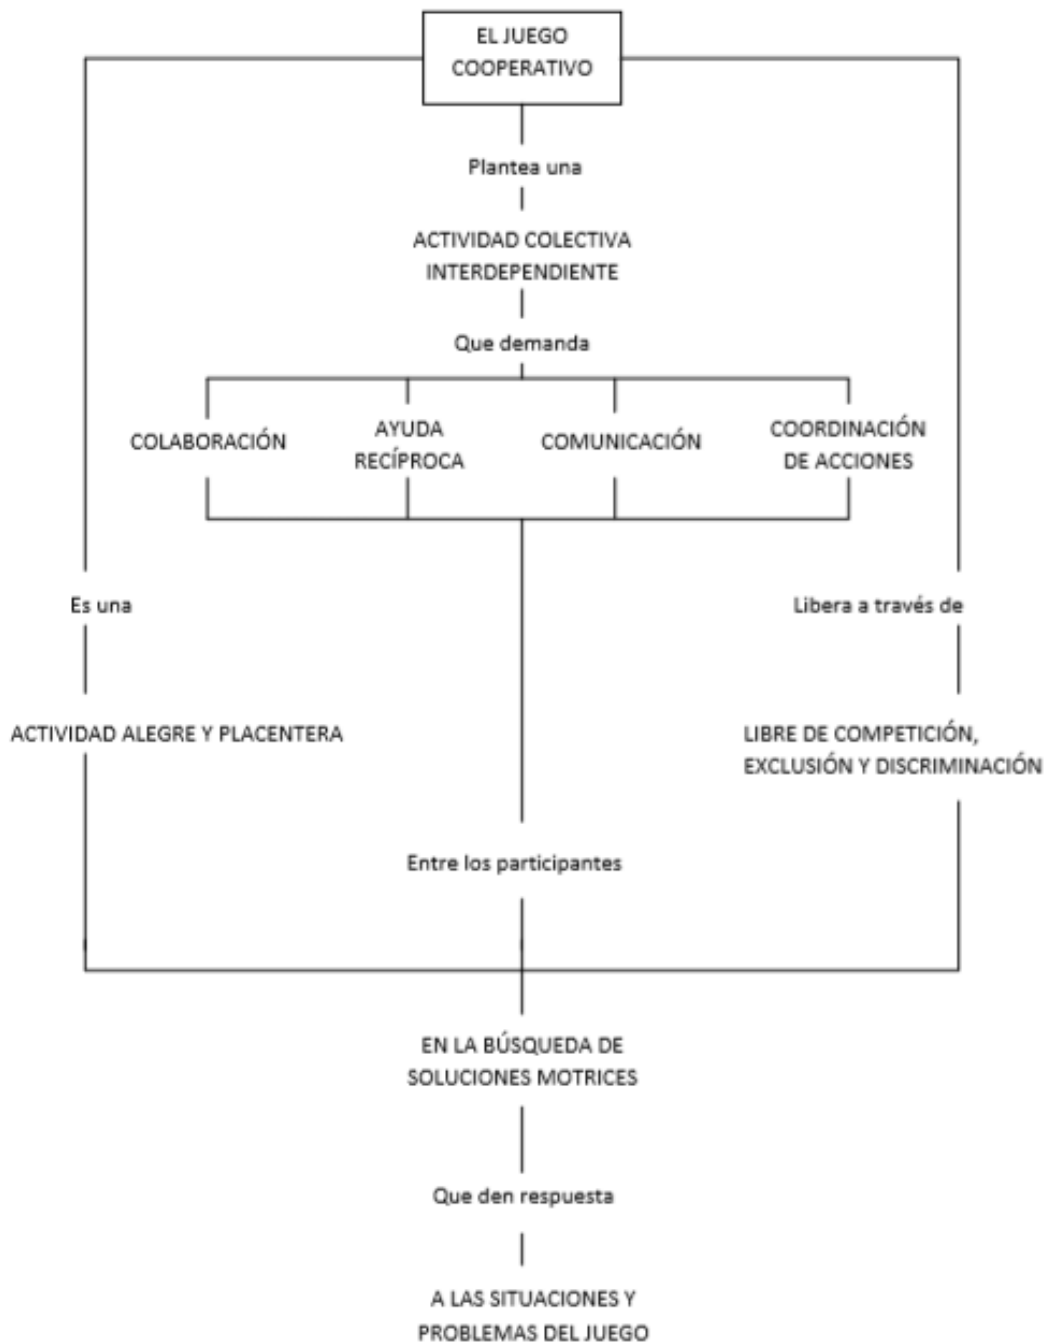 EL JUEGO
COOPERATIVO
Plantea una
ACTIVIDAD COLECTIVA
INTERDEPENDIENTE
Que demanda
COLABORACIÓN
AYUDA
RECÍPROCA
COMUNICACIÓN
COORDINACIÓN
DE ACCIONES
Es una
Libera a través de
ACTIVIDAD ALEGRE Y PLACENTERA
LIBRE DE COMPETICIÓN,
EXCLUSIÓN Y DISCRIMINACIÓN
Entre los participantes
EN LA BÚSQUEDA DE
SOLUCIONES MOTRICES
Que den respuesta
A LAS SITUACIONES Y
PROBLEMAS DEL JUEGO